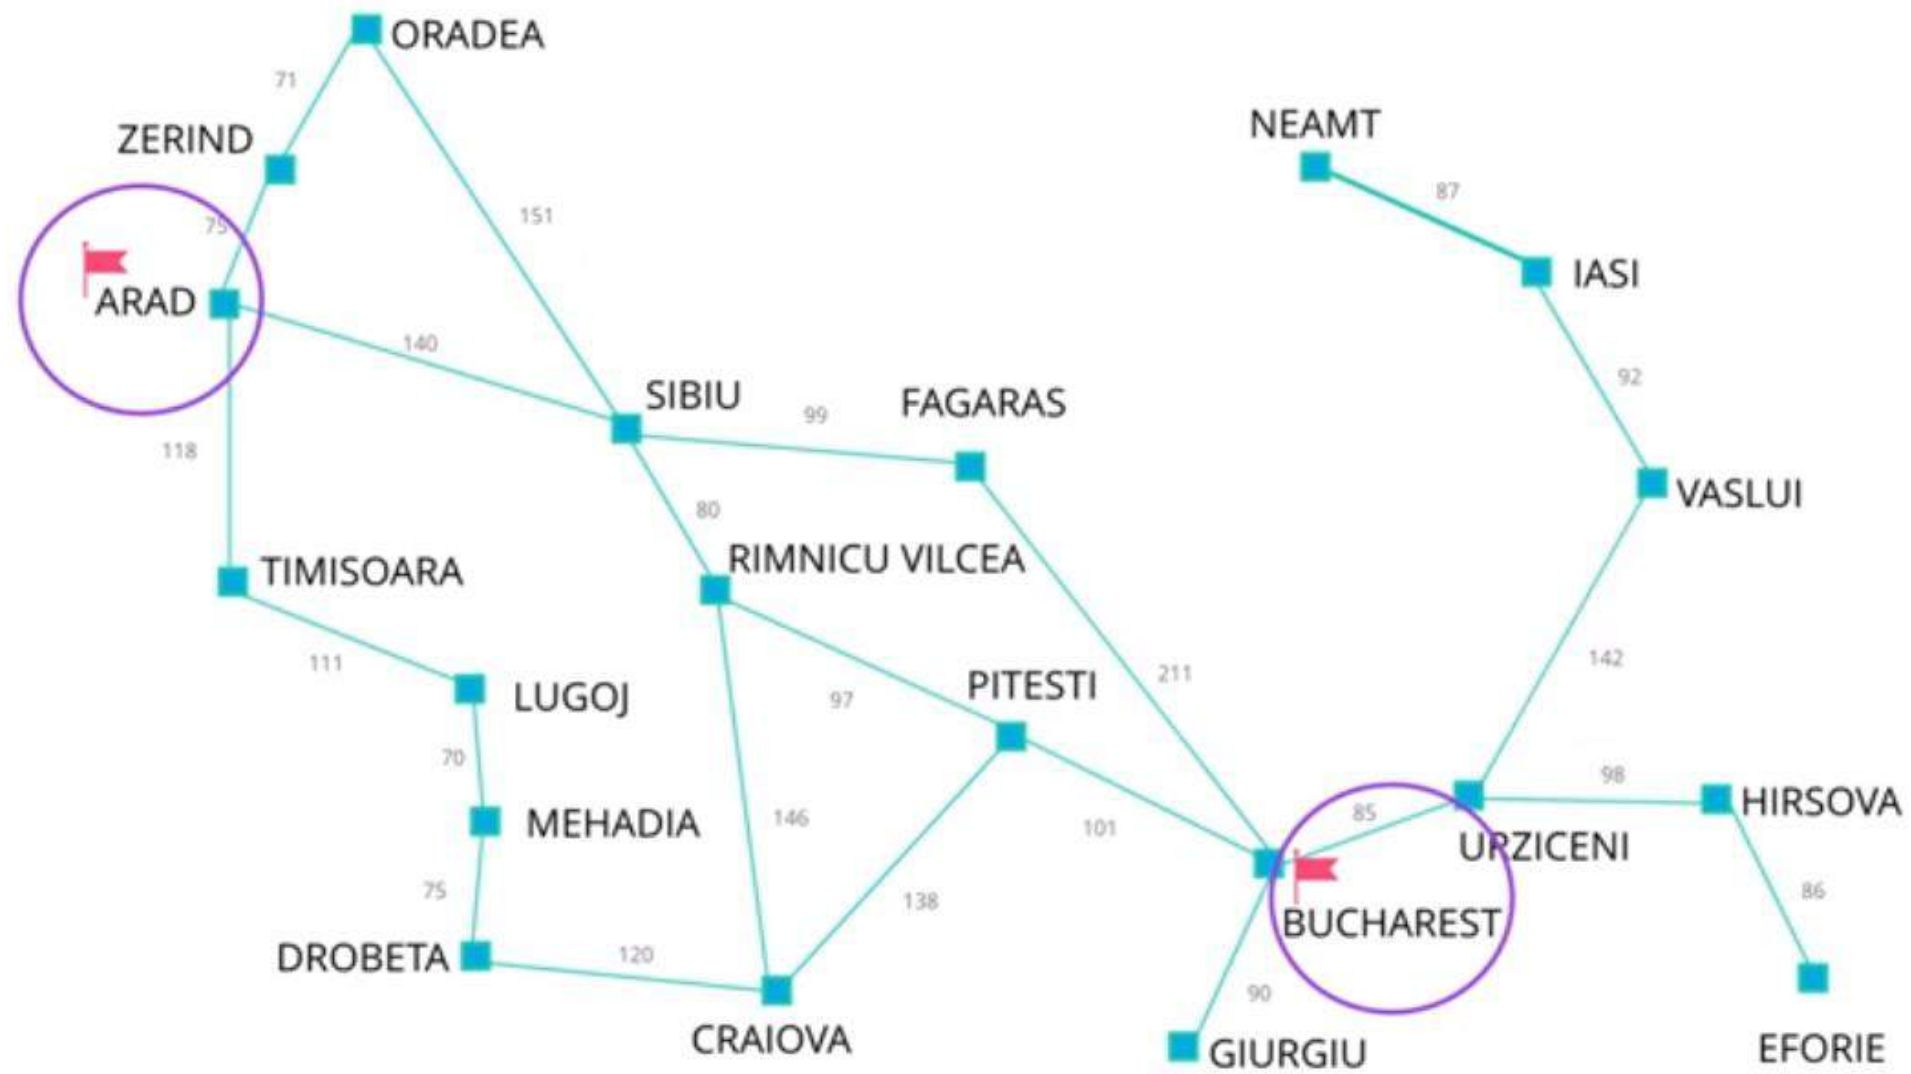 ORADEA
71
NEAMT
ZERIND
87
151
75
IASI
ARAD
140
92
SIBIU
FAGARAS
99
118
VASLUI
80
RIMNICU VILCEA
TIMISOARA
142
111
211
PITESTI
LUGOJ
97
70
98
HIRSOVA
85
146
MEHADIA
101
URZICENI
75
86
138
BUCHAREST
120
DROBETA
90
CRAIOVA
GIURGIU
EFORIE